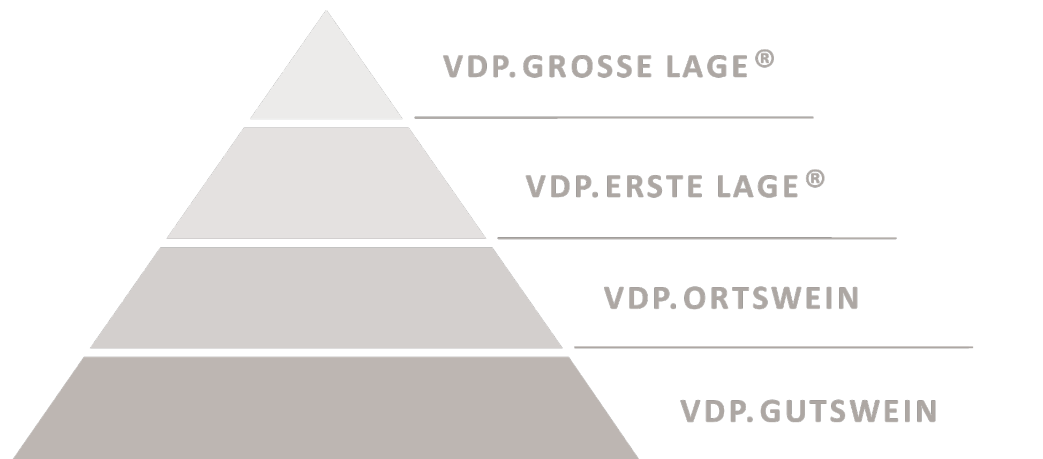 VDP.GROSSE LAGE®
VDP.ERSTE LAGE®
VDP.ORTSWEIN
VDP.GUTSWEIN